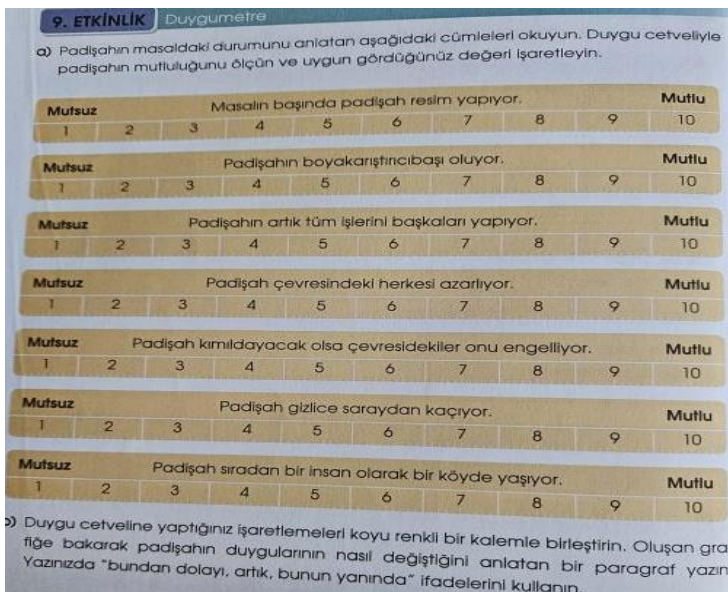 9. ETKİNLİK Duygumetre
a) Padişahın masaldaki durumunu anlatan aşağıdaki cümleleri okuyun. Duygu cetveliyle
padişahın mutluluğunu ölçün ve uygun gördüğünüz değeri işaretleyin.
Mutsuz Masalın başında padişah resim yapıyor. Mutlu
1 2 3 4 5 6 7 8 9 10
Mutsuz Padişahın boyakarıştırıcıbaşı oluyor. Mutlu
1 2 3 4 5 6 7 8 9 10
Mutsuz Padişahın artık tüm işlerini başkaları yapıyor. Mutlu
1 2 3 4 5 6 7 8 9 10
Mutsuz Padişah çevresindeki herkesi azarlıyor. Mutlu
1 2 3 4 5 6 7 8 9 10
Mutsuz Padişah kımıldayacak olsa çevresidekiler onu engelliyor. Mutlu
1 2 3 4 5 6 7 8 9 10
Mutsuz Padişah gizlice saraydan kaçıyor. Mutlu
1 2 3 4 5 6 7 8 9 10
Mutsuz Padişah sıradan bir insan olarak bir köyde yaşıyor. Mutlu
1 2 3 4 5 6 7 8 9 10
b) Duygu cetveline yaptığınız işaretlemeleri koyu renkli bir kalemle birleştirin. Oluşan gra
fiğe bakarak padişahın duygularının nasıl değiştiğini anlatan bir paragraf yazın
Yazınızda "bundan dolayı, artık, bunun yanında" ifadelerini kullanın.